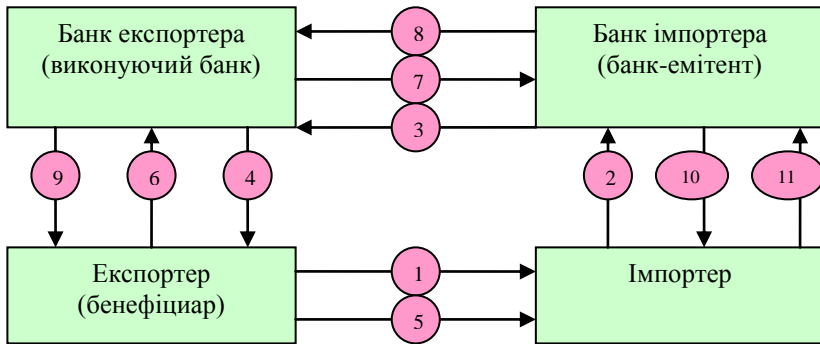 Банк експортера
(виконуючий банк)
8
7
3
Банк імпортера
(банк-емітент)
9
6
4
2
10
11
Експортер
(бенефіциар)
1
5
Імпортер